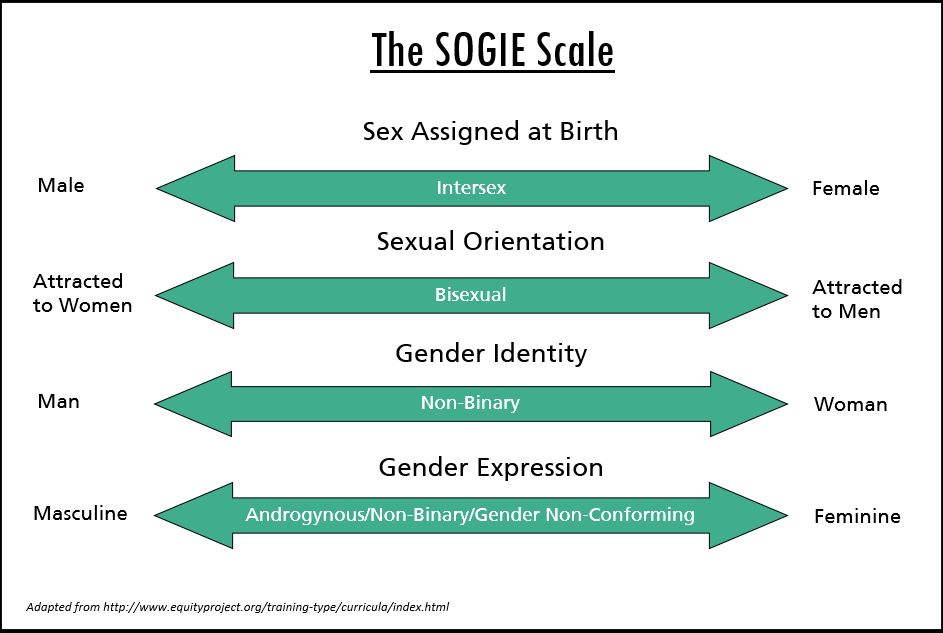 The SOGIE Scale
Sex Assigned at Birth
Male
Intersex
Female
Sexual Orientation
Attracted
to Women
Bisexual
Attracted
to Men
Gender Identity
Man
Non-Binary
Woman
Gender Expression
Masculine
Androgynous/Non-Binary/Gender Non-Conforming
Feminine
Adapted from http://www.equityproject.org/training-type/curricula/index.html